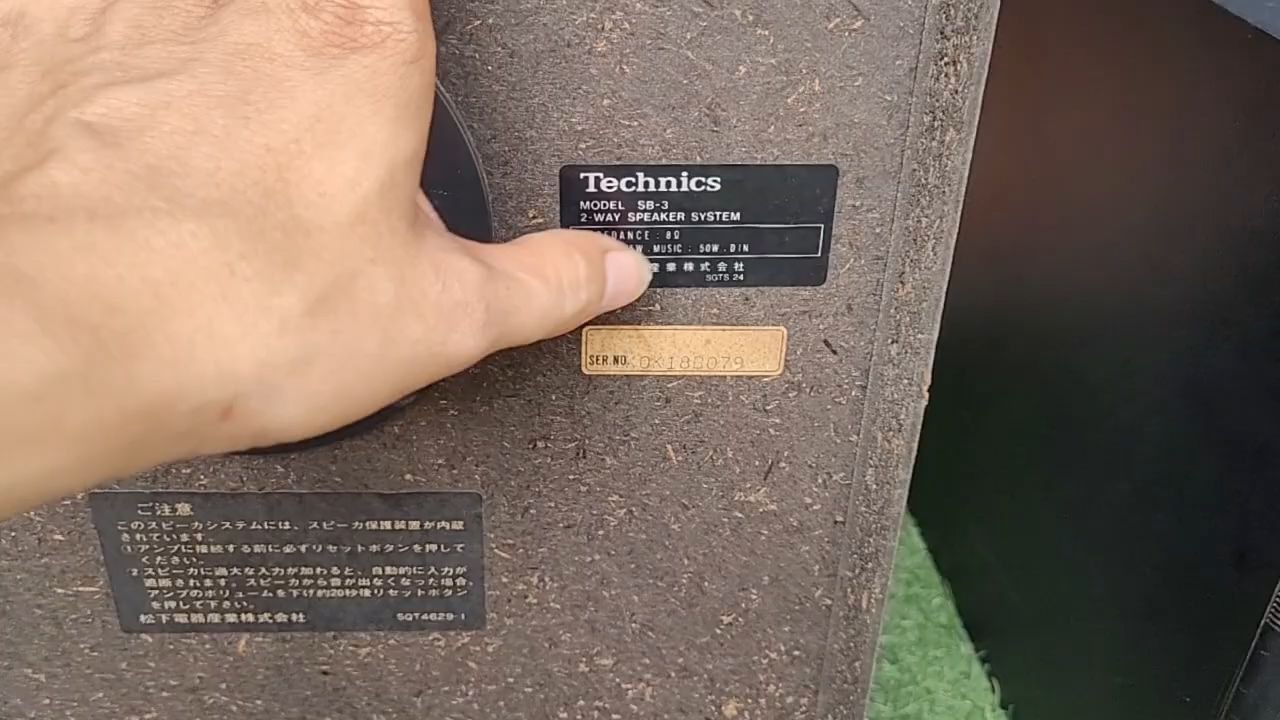 Technics
MODEL SB-3
2-WAY SPEAKER SYSTEM
DANCE : 8Ω
W . MUSIC : 50W . DIN
産業株式会社
SGTS 24
SER.NO.
ご注意
このスピーカシステムには、スピーカ保護装置が内蔵
されています。
①アンプに接続する前に必ずリセットボタンを押して
ください。
②スピーカに過大な入力が加わると、自動的に入力が
遮断されます。スピーカから音が出なくなった場合、
アンプのボリュームを下げ約20秒後リセットボタン
を押して下さい。
松下電器産業株式会社
SQT4629-1